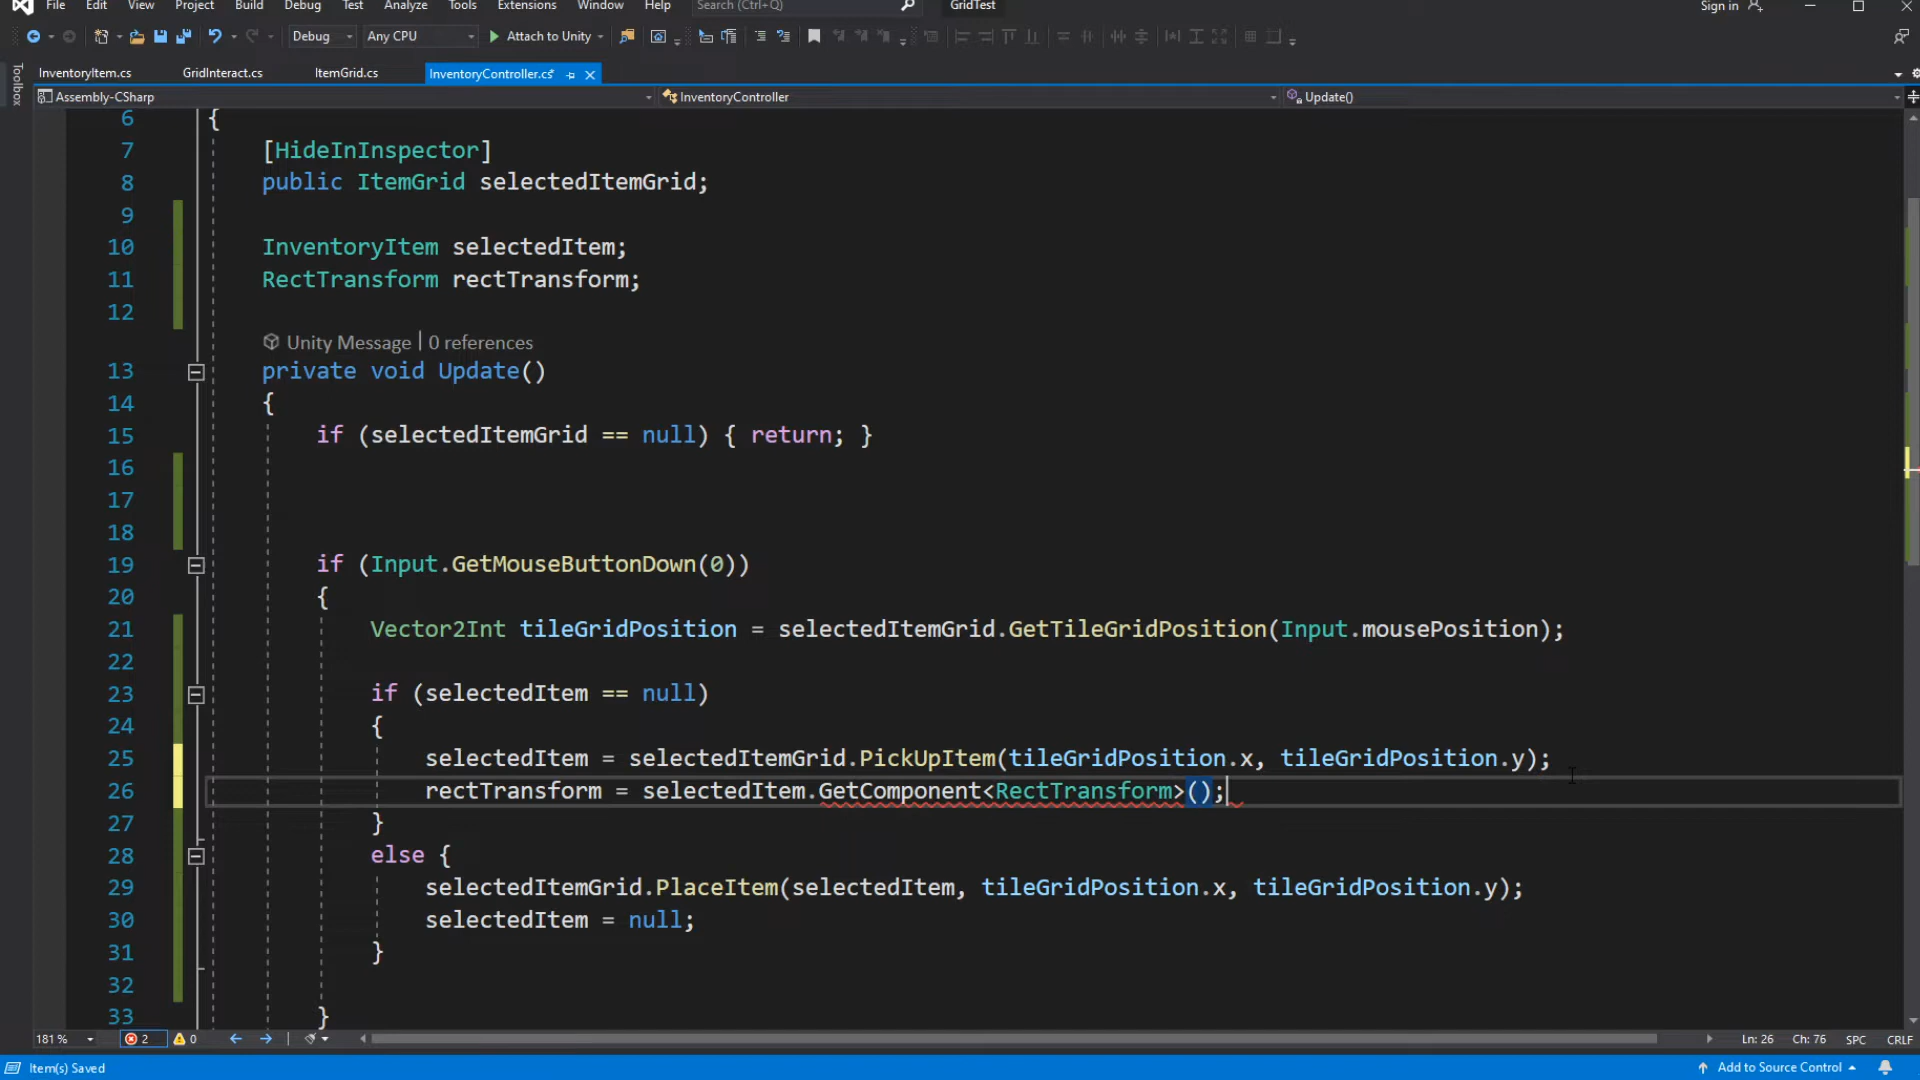 File Edit View Project Build Debug Test Analyze Tools Extensions Window Help Search (Ctrl+Q) GridTest Sign in
Debug Any CPU Attach to Unity
Toolbox
InventoryItem.cs GridInteract.cs ItemGrid.cs InventoryController.cs*
Assembly-CSharp InventoryController Update()
6 {
7 [HideInInspector]
8 public ItemGrid selectedItemGrid;
9
10 InventoryItem selectedItem;
11 RectTransform rectTransform;
12
Unity Message | 0 references
13 private void Update()
14 {
15 if (selectedItemGrid == null) { return; }
16
17
18
19 if (Input.GetMouseButtonDown(0))
20 {
21 Vector2Int tileGridPosition = selectedItemGrid.GetTileGridPosition(Input.mousePosition);
22
23 if (selectedItem == null)
24 {
25 selectedItem = selectedItemGrid.PickUpItem(tileGridPosition.x, tileGridPosition.y);
26 rectTransform = selectedItem.GetComponent<RectTransform>();
27 }
28 else {
29 selectedItemGrid.PlaceItem(selectedItem, tileGridPosition.x, tileGridPosition.y);
30 selectedItem = null;
31 }
32
33 }
181 % 2 0 Ln: 26 Ch: 76 SPC CRLF
Item(s) Saved Add to Source Control